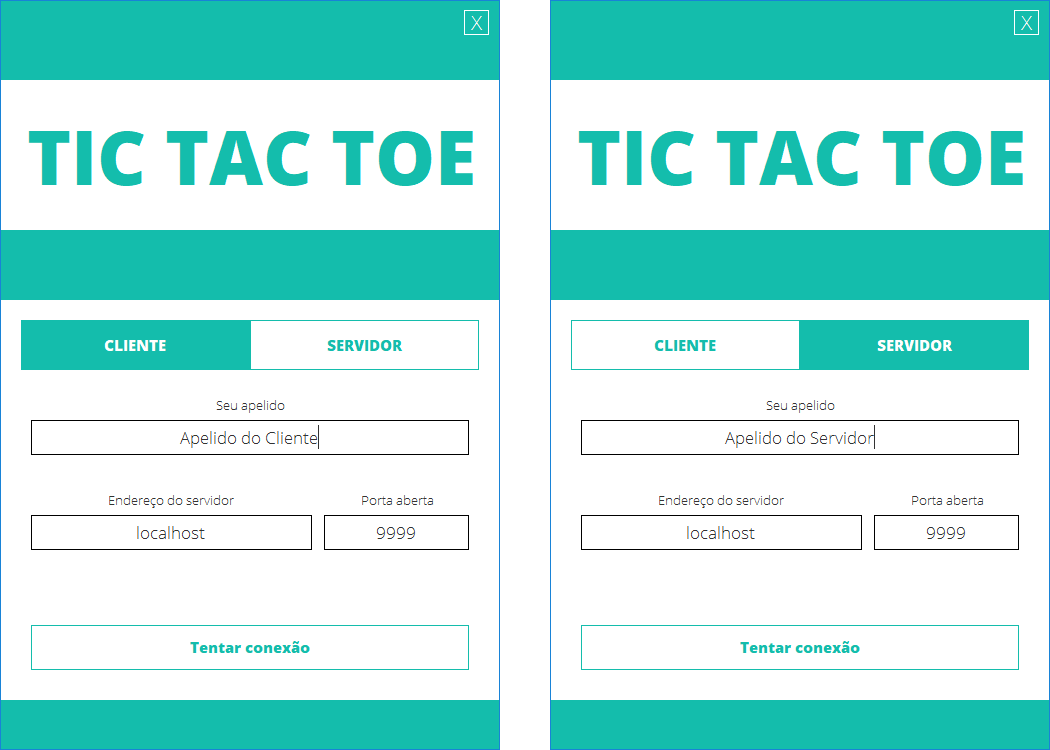 X
TIC TAC TOE
CLIENTE SERVIDOR
Seu apelido
Apelido do Cliente
Endereço do servidor Porta aberta
localhost 9999
Tentar conexão
X
TIC TAC TOE
CLIENTE SERVIDOR
Seu apelido
Apelido do Servidor
Endereço do servidor Porta aberta
localhost 9999
Tentar conexão